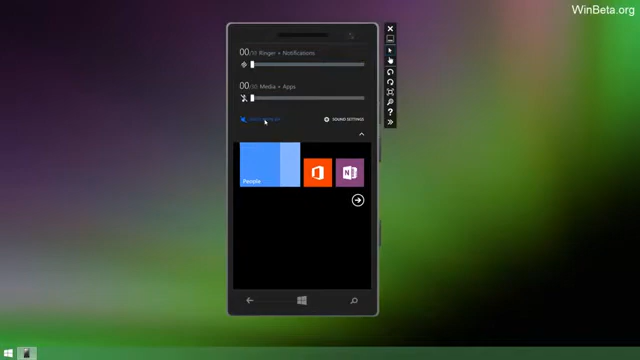 WinBeta.org
00/10 Ringer + Notifications
00/30 Media + Apps
SOUND SETTINGS
People